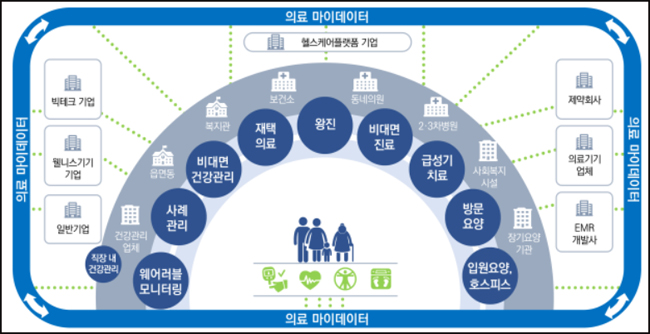 의료 마이데이터
헬스케어플랫폼 기업
빅테크 기업
웰니스기기
기업
일반기업
제약회사
의료기기
업체
EMR
개발사
의료 마이데이터
의료 마이데이터
건강관리
업체
읍면동
복지관
보건소
동네의원
2·3차병원
사회복지
시설
장기요양
기관
직장 내
건강관리
웨어러블
모니터링
사례
관리
비대면
건강관리
재택
의료
왕진
비대면
진료
급성기
치료
방문
요양
입원요양,
호스피스
의료 마이데이터